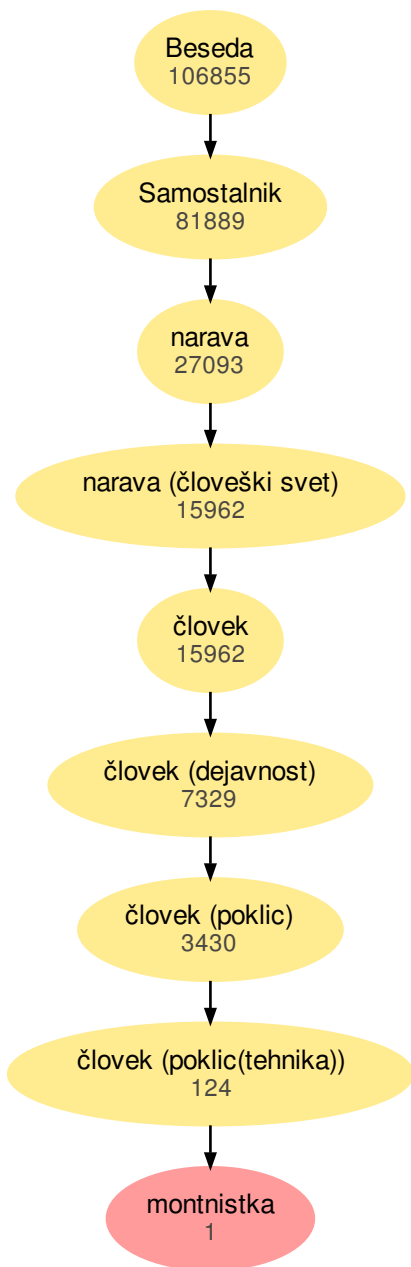 Beseda
106855
Samostalnik
81889
narava
27093
narava (človeški svet)
15962
človek
15962
človek (dejavnost)
7329
človek (poklic)
3430
človek (poklic(tehnika))
124
montnistka
1